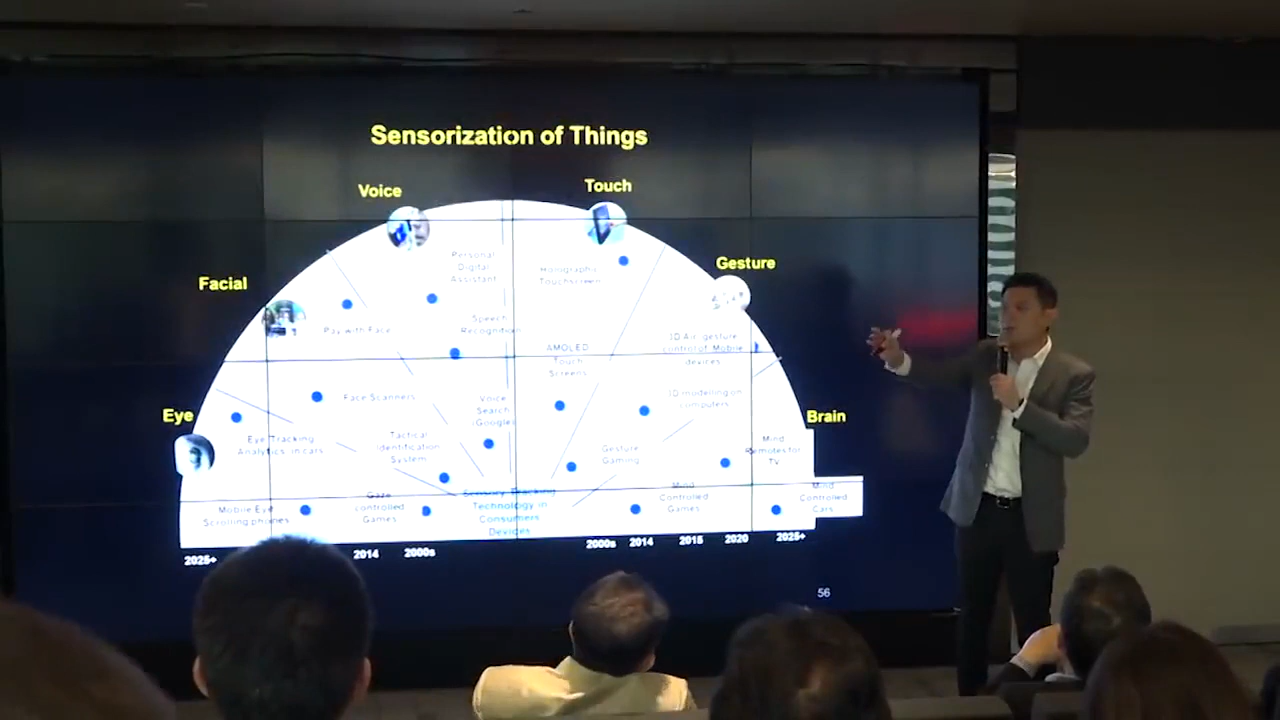 Sensorization of Things
Voice
Touch
Facial
Gesture
Eye
Brain
Personal
Digital
Assistant
Holographic
Touchscreen
Pay with Face
Speech
Recognition
AMOLED
Touch
Screens
3D Air gesture
control of Mobile
devices
Face Scanners
Voice
Search
(Google)
3D modelling on
computers
Eye Tracking
Analytics in cars
Tactical
Identification
System
Gesture
Gaming
Mind
Remotes for
TV
Mobile Eye
Scrolling phones
Gaze
controlled
Games
Sensory Tracking
Technology in
Consumers
Devices
Mind
Controlled
Games
Mind
Controlled
Cars
2025+
2014
2000s
2000s
2014
2015
2020
2025+
56